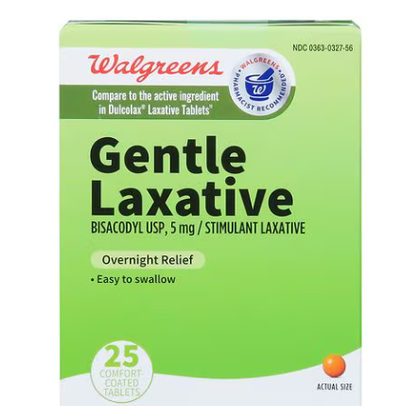 NDC 0363-0327-56
Walgreens
Compare to the active ingredient
in Dulcolax® Laxative Tablets*
WALGREENS
PHARMACIST RECOMMENDED
W
Gentle
Laxative
BISACODYL USP, 5 mg / STIMULANT LAXATIVE
Overnight Relief
• Easy to swallow
25
COMFORT-
COATED
TABLETS
ACTUAL SIZE